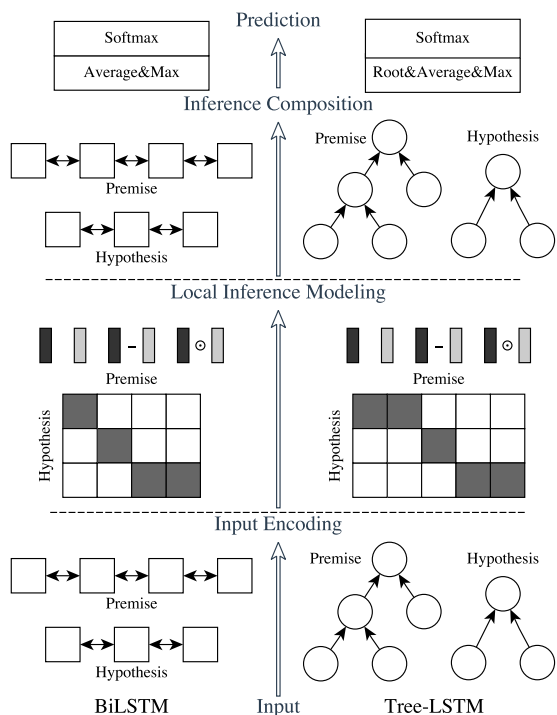 Prediction
Softmax
Average&Max
Softmax
Root&Average&Max
Inference Composition
Premise
Hypothesis
Premise
Hypothesis
Local Inference Modeling
− ⊙
− ⊙
Premise
Hypothesis
Premise
Hypothesis
Input Encoding
Premise
Hypothesis
Premise
Hypothesis
BiLSTM
Input
Tree-LSTM